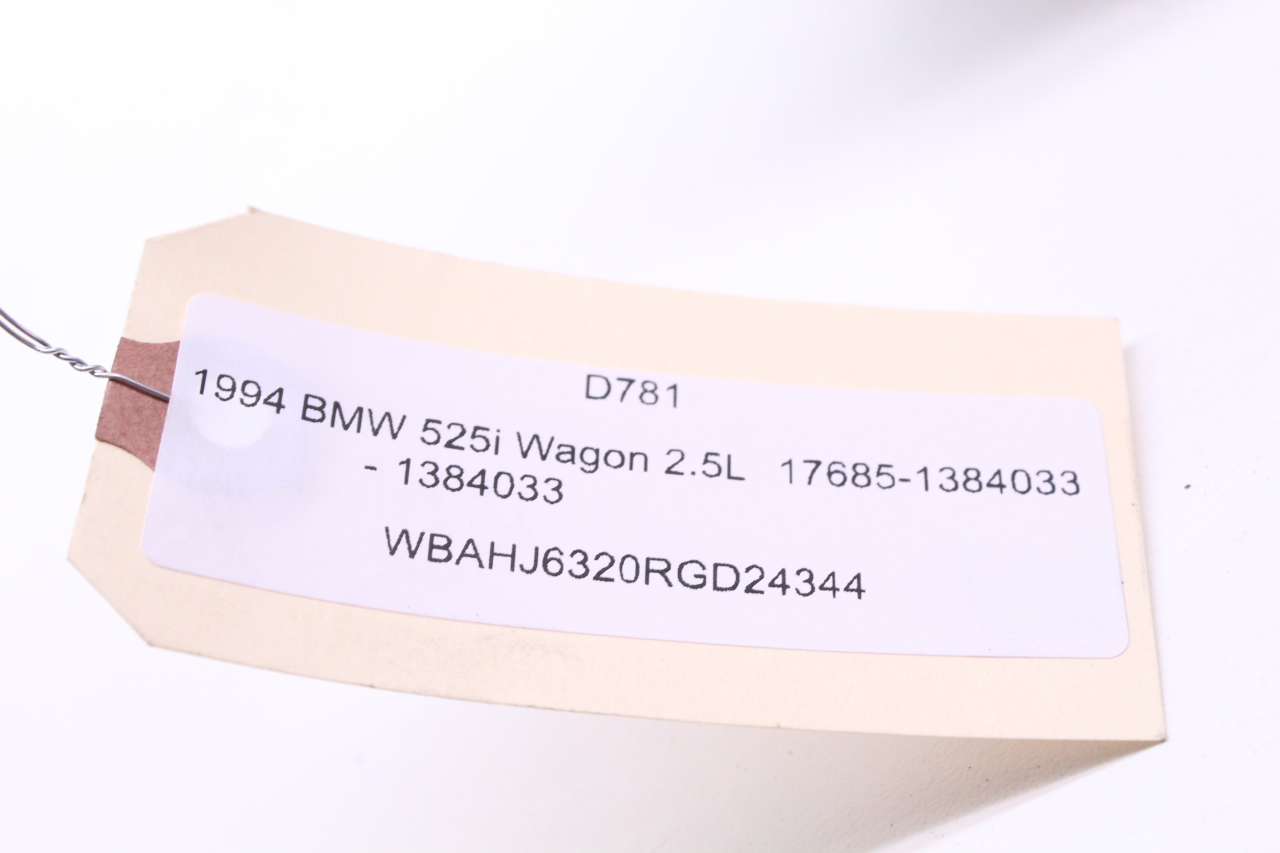 D781
1994 BMW 525i Wagon 2.5L 17685-1384033
- 1384033
WBAHJ6320RGD24344